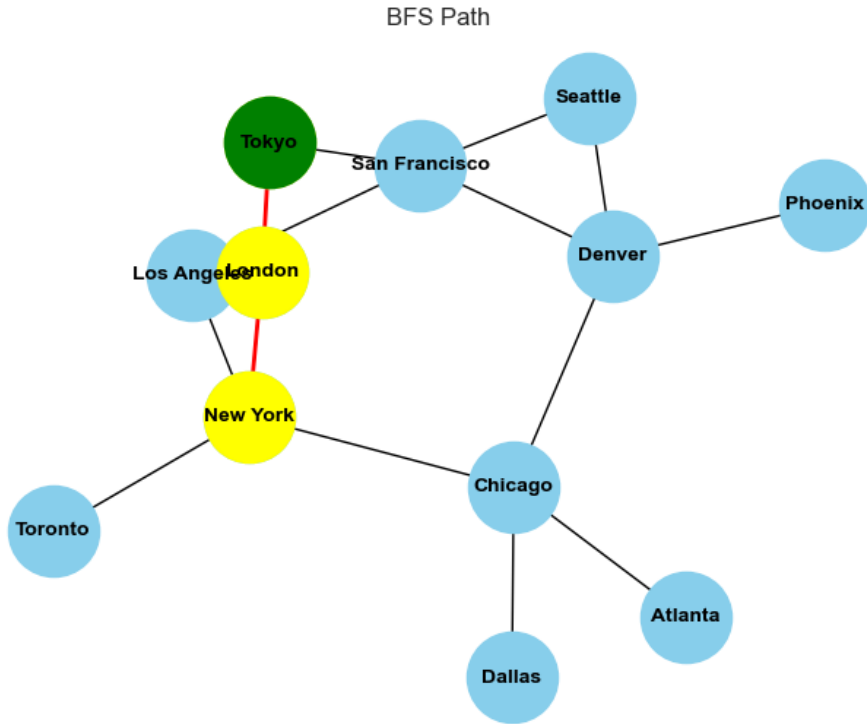 BFS Path
Seattle
Tokyo
San Francisco
Phoenix
Denver
Los Angeles
London
New York
Chicago
Toronto
Atlanta
Dallas